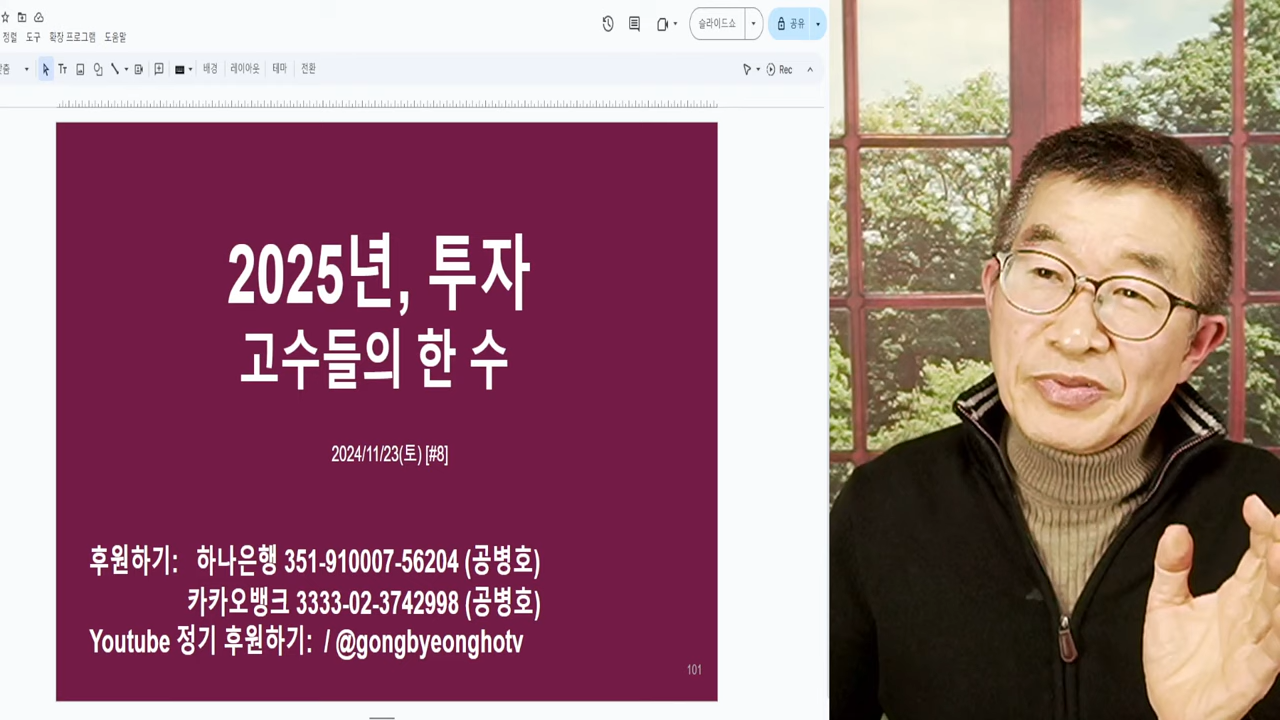 슬라이드쇼
공유
정렬 도구 확장 프로그램 도움말
배경 레이아웃 테마 전환
Rec
2025년, 투자
고수들의 한 수
2024/11/23(토) [#8]
후원하기: 하나은행 351-910007-56204 (공병호)
카카오뱅크 3333-02-3742998 (공병호)
Youtube 정기 후원하기: / @gongbyeonghotv
101